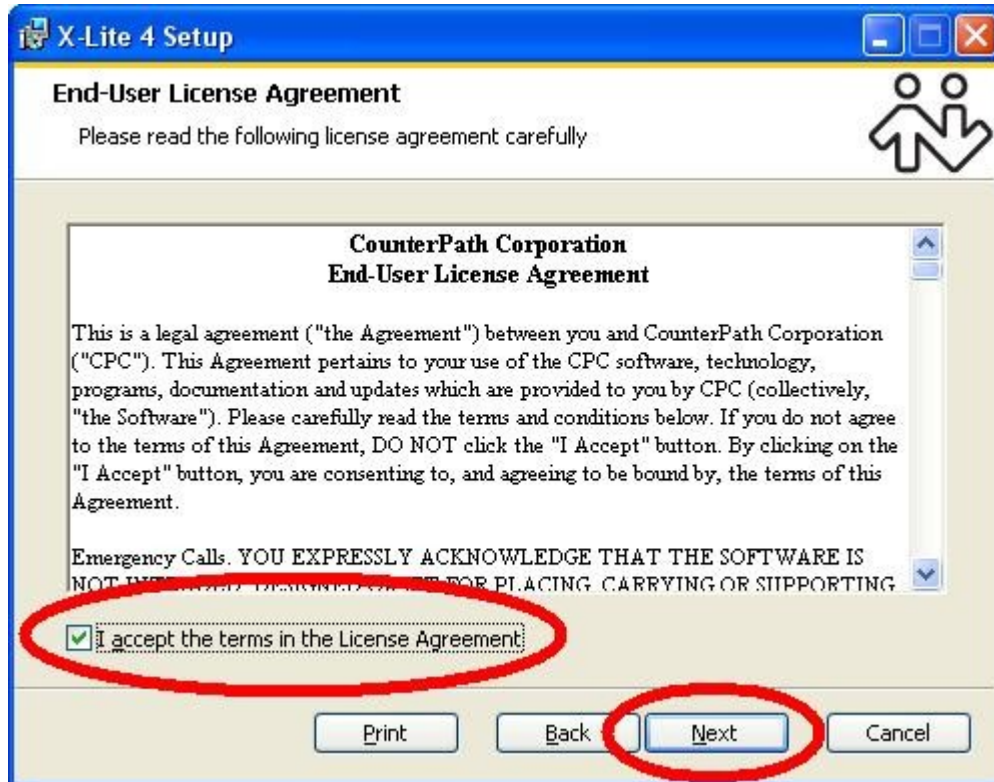 X-Lite 4 Setup
End-User License Agreement
Please read the following license agreement carefully
CounterPath Corporation
End-User License Agreement
This is a legal agreement ("the Agreement") between you and CounterPath Corporation
("CPC"). This Agreement pertains to your use of the CPC software, technology,
programs, documentation and updates which are provided to you by CPC (collectively,
"the Software"). Please carefully read the terms and conditions below. If you do not agree
to the terms of this Agreement, DO NOT click the "I Accept" button. By clicking on the
"I Accept" button, you are consenting to, and agreeing to be bound by, the terms of this
Agreement.
Emergency Calls. YOU EXPRESSLY ACKNOWLEDGE THAT THE SOFTWARE IS
NOT FOR PLACING, CARRYING OR SUPPORTING
I accept the terms in the License Agreement
Print Back Next Cancel